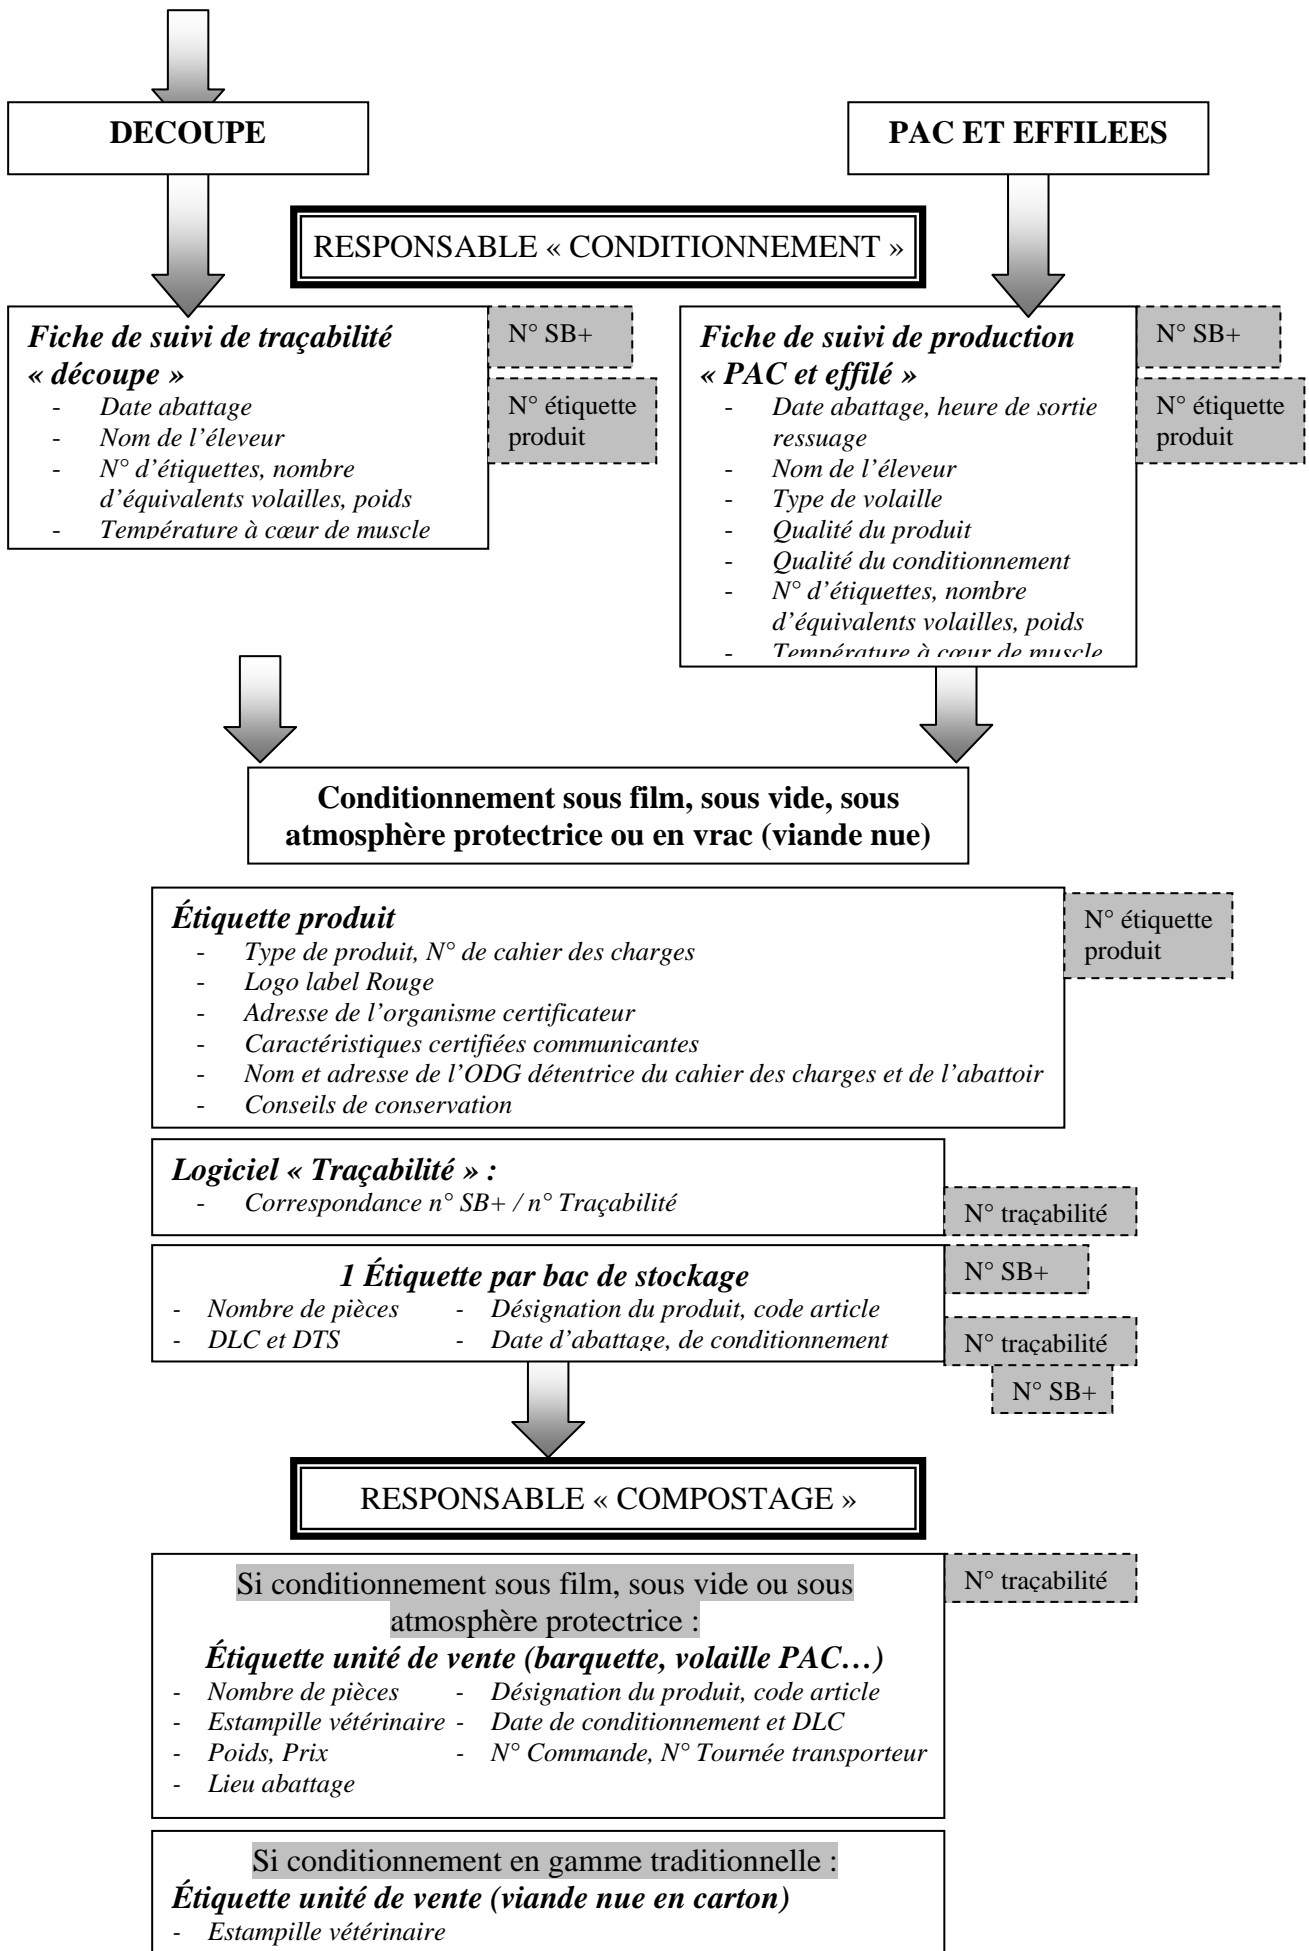 DECOUPE
PAC ET EFFILEES
RESPONSABLE « CONDITIONNEMENT »
Fiche de suivi de traçabilité
« découpe »
- Date abattage
- Nom de l’éleveur
- N° d’étiquettes, nombre
d’équivalents volailles, poids
- Température à cœur de muscle
N° SB+
N° étiquette
produit
Fiche de suivi de production
« PAC et effilé »
- Date abattage, heure de sortie
ressuage
- Nom de l’éleveur
- Type de volaille
- Qualité du produit
- Qualité du conditionnement
- N° d’étiquettes, nombre
d’équivalents volailles, poids
- Température à cœur de muscle
N° SB+
N° étiquette
produit
Conditionnement sous film, sous vide, sous
atmosphère protectrice ou en vrac (viande nue)
Étiquette produit
- Type de produit, N° de cahier des charges
- Logo label Rouge
- Adresse de l’organisme certificateur
- Caractéristiques certifiées communicantes
- Nom et adresse de l’ODG détentrice du cahier des charges et de l’abattoir
- Conseils de conservation
N° étiquette
produit
Logiciel « Traçabilité » :
- Correspondance n° SB+ / n° Traçabilité
N° traçabilité
1 Étiquette par bac de stockage
- Nombre de pièces - Désignation du produit, code article
- DLC et DTS - Date d’abattage, de conditionnement
N° SB+
N° traçabilité
N° SB+
RESPONSABLE « COMPOSTAGE »
Si conditionnement sous film, sous vide ou sous
atmosphère protectrice :
Étiquette unité de vente (barquette, volaille PAC…)
- Nombre de pièces - Désignation du produit, code article
- Estampille vétérinaire - Date de conditionnement et DLC
- Poids, Prix - N° Commande, N° Tournée transporteur
- Lieu abattage
N° traçabilité
Si conditionnement en gamme traditionnelle :
Étiquette unité de vente (viande nue en carton)
- Estampille vétérinaire